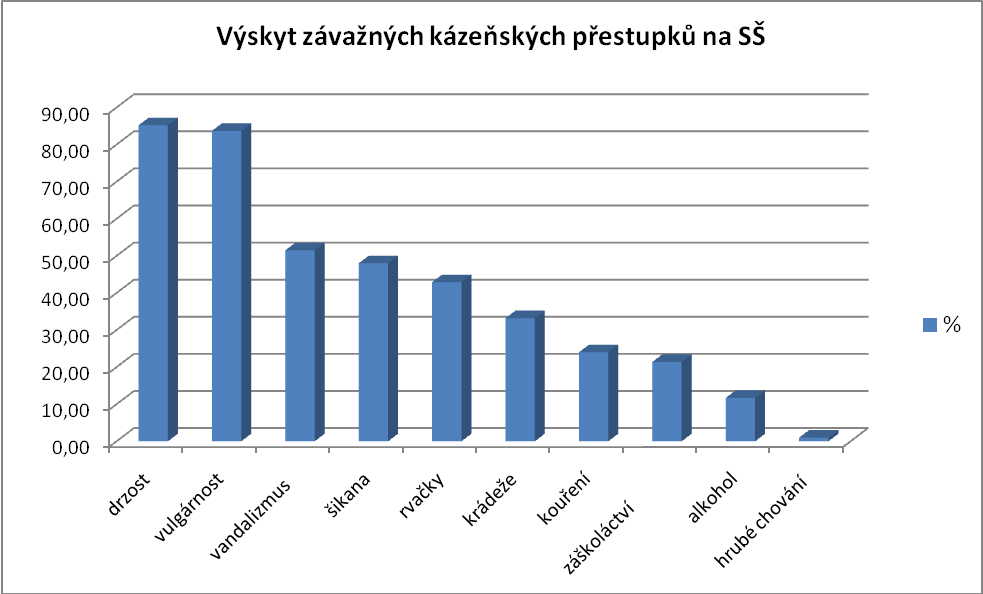 Výskyt závažných kázeňských přestupků na SŠ
90,00
80,00
70,00
60,00
50,00
40,00
30,00
20,00
10,00
0,00
drzost
vulgárnost
vandalizmus
šikana
rvačky
krádeže
kouření
záškoláctví
alkohol
hrubé chování
%